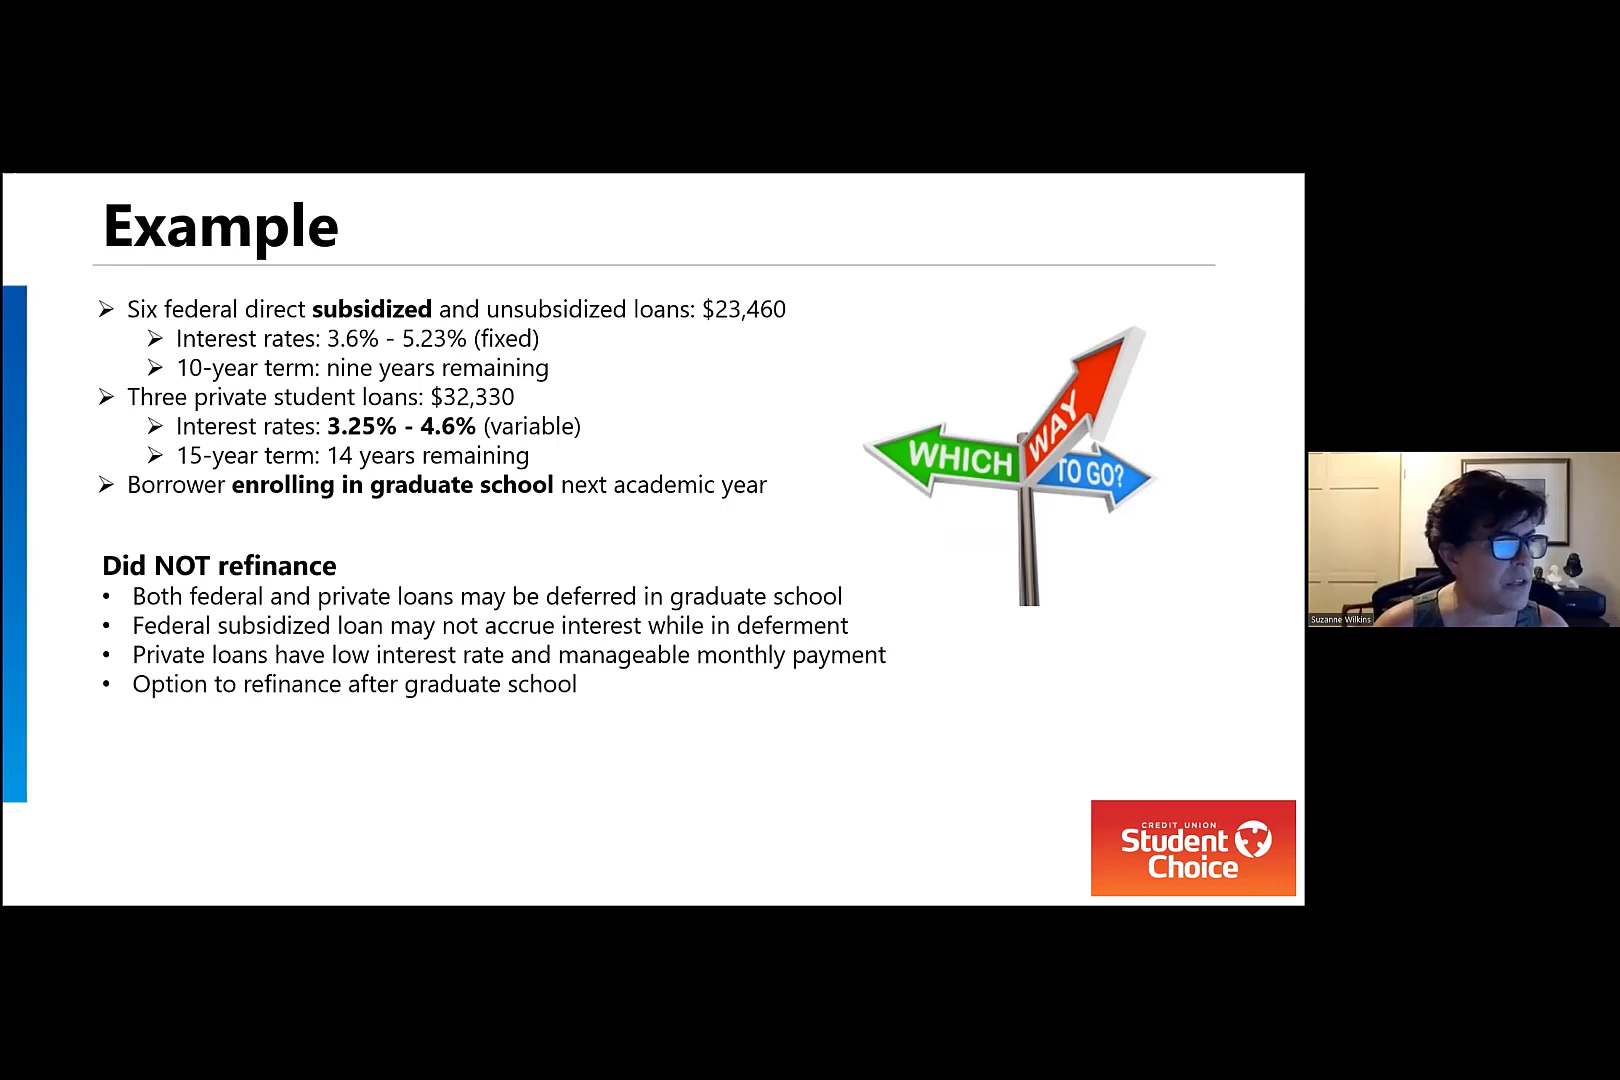 Example
➢ Six federal direct subsidized and unsubsidized loans: $23,460
➢ Interest rates: 3.6% - 5.23% (fixed)
➢ 10-year term: nine years remaining
➢ Three private student loans: $32,330
➢ Interest rates: 3.25% - 4.6% (variable)
➢ 15-year term: 14 years remaining
➢ Borrower enrolling in graduate school next academic year
WHICH
WAY
TO GO?
Did NOT refinance
• Both federal and private loans may be deferred in graduate school
• Federal subsidized loan may not accrue interest while in deferment
• Private loans have low interest rate and manageable monthly payment
• Option to refinance after graduate school
Suzanne Wilkins
CREDIT UNION
Student
Choice